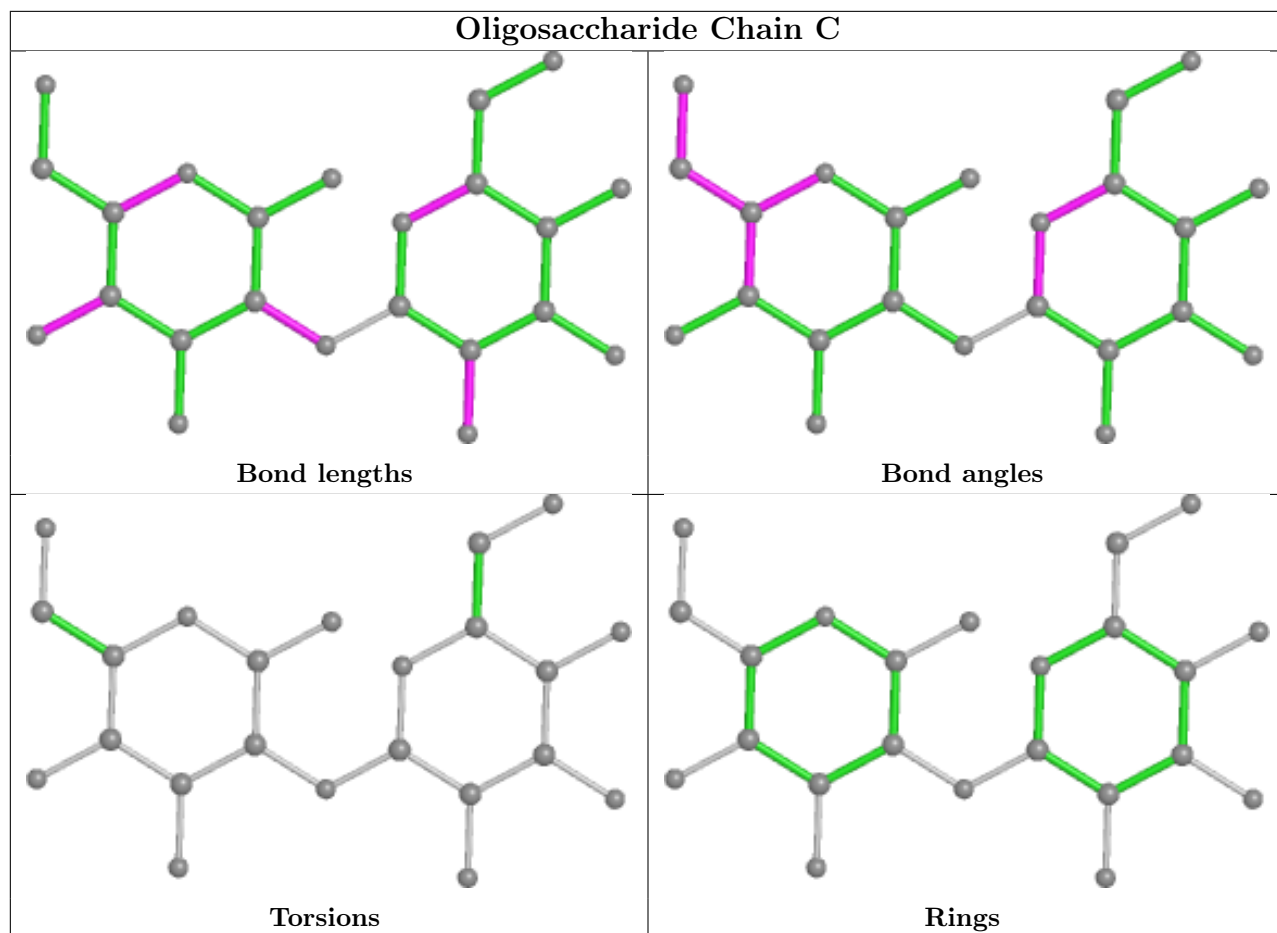 Oligosaccharide Chain C
Bond lengths
Bond angles
Torsions
Rings